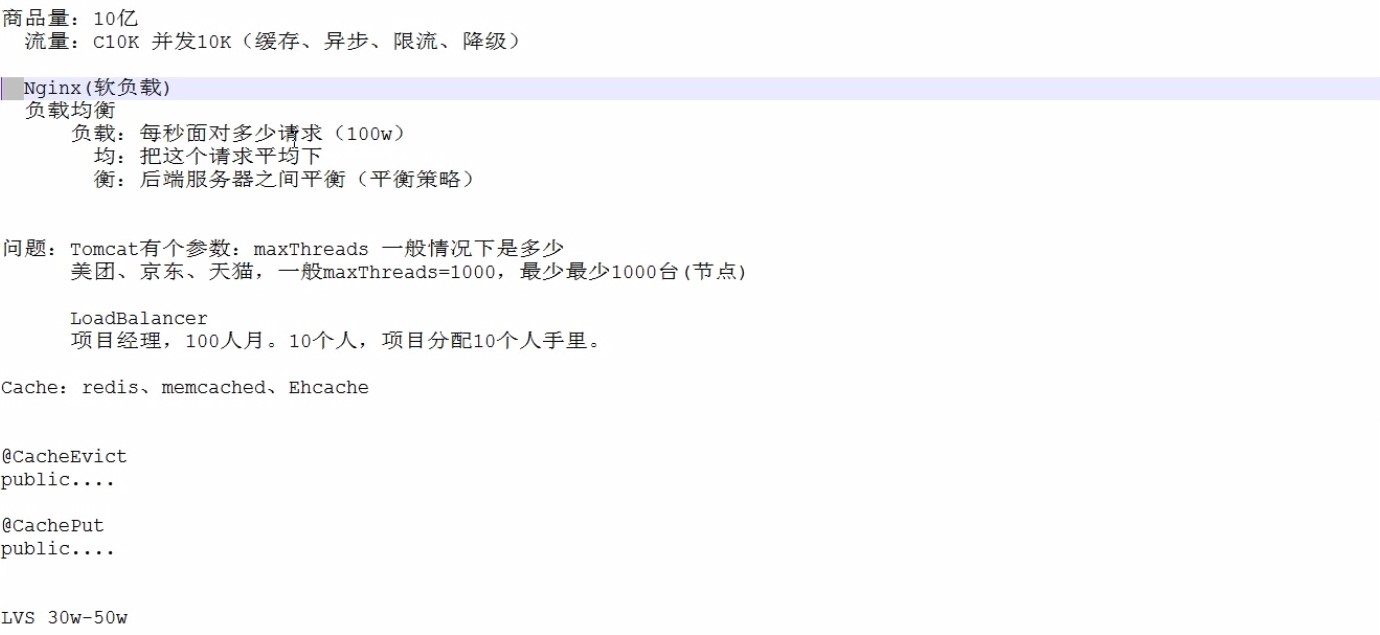 商品量：10亿
流量：C10K 并发10K（缓存、异步、限流、降级）
Nginx(软负载)
负载均衡
负载：每秒面对多少请求（100w）
均：把这个请求平均下
衡：后端服务器之间平衡（平衡策略）
问题：Tomcat有个参数：maxThreads 一般情况下是多少
美团、京东、天猫，一般maxThreads=1000，最少最少1000台(节点)
LoadBalancer
项目经理，100人月。10个人，项目分配10个人手里。
Cache：redis、memcached、Ehcache
@CacheEvict
public....
@CachePut
public....
LVS 30w-50w